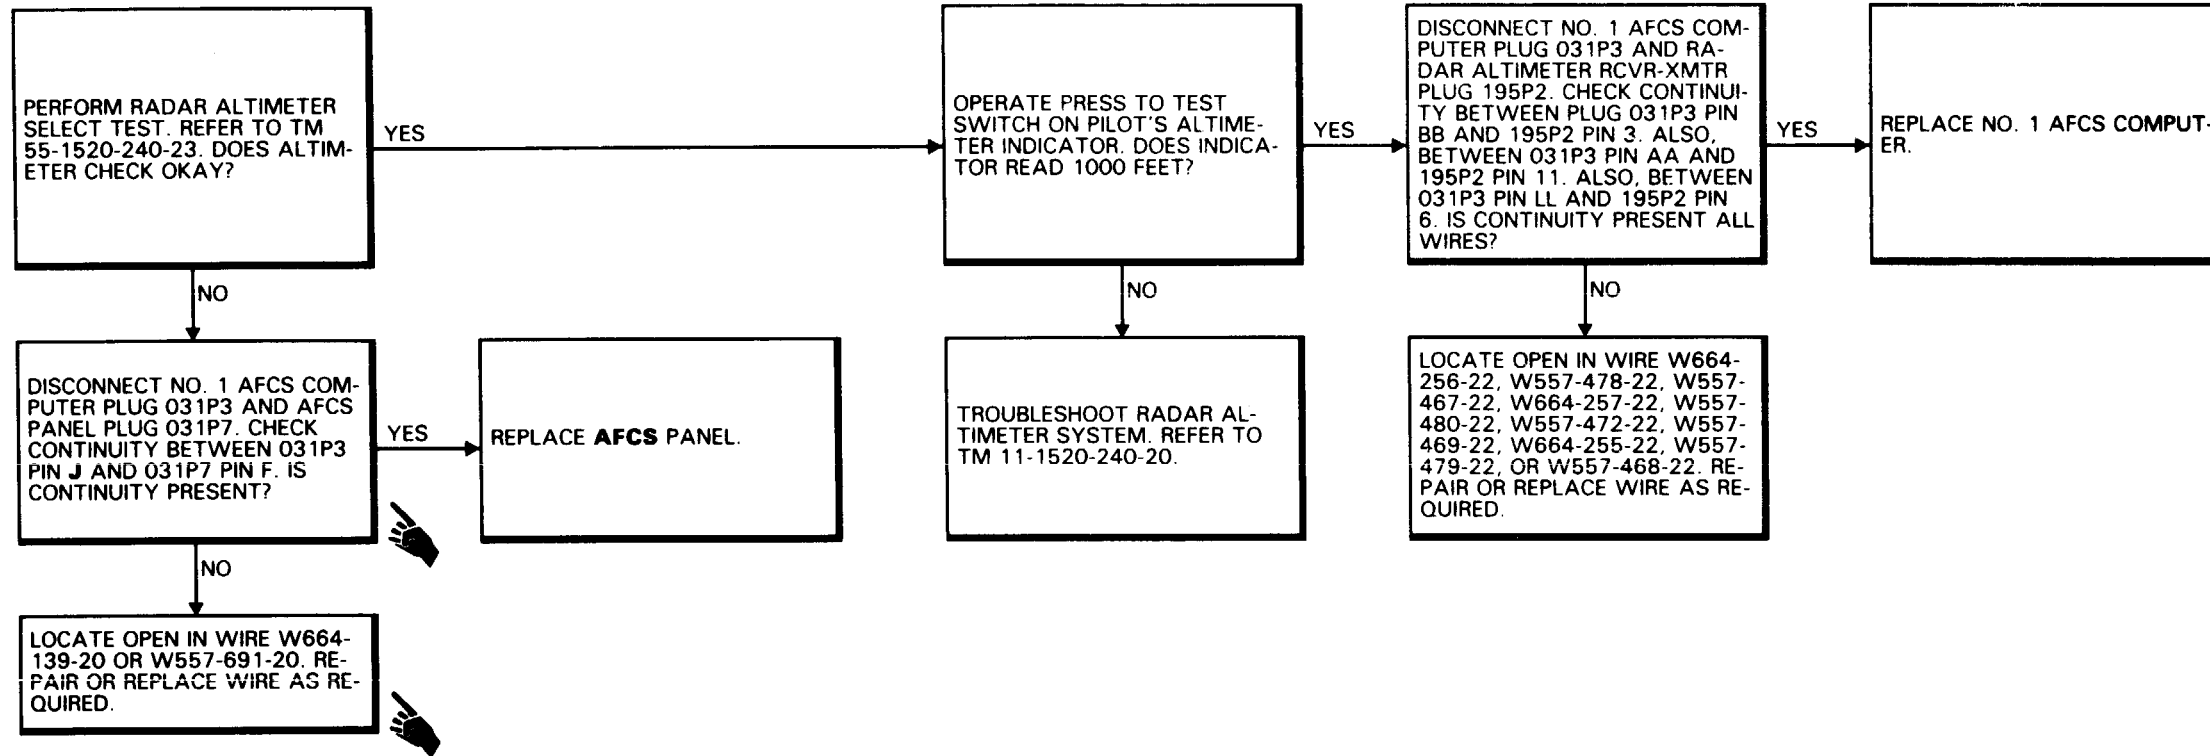 PERFORM RADAR ALTIMETER
SELECT TEST. REFER TO TM
55-1520-240-23. DOES ALTIM-
ETER CHECK OKAY?
YES
OPERATE PRESS TO TEST
SWITCH ON PILOT'S ALTIME-
TER INDICATOR. DOES INDICA-
TOR READ 1000 FEET?
YES
DISCONNECT NO. 1 AFCS COM-
PUTER PLUG 031P3 AND RA-
DAR ALTIMETER RCVR-XMTR
PLUG 195P2. CHECK CONTINUI-
TY BETWEEN PLUG 031P3 PIN
BB AND 195P2 PIN 3. ALSO,
BETWEEN 031P3 PIN AA AND
195P2 PIN 11. ALSO, BETWEEN
031P3 PIN LL AND 195P2 PIN
6. IS CONTINUITY PRESENT ALL
WIRES?
YES
REPLACE NO. 1 AFCS COMPUT-
ER.
NO
NO
NO
DISCONNECT NO. 1 AFCS COM-
PUTER PLUG 031P3 AND AFCS
PANEL PLUG 031P7. CHECK
CONTINUITY BETWEEN 031P3
PIN J AND 031P7 PIN F. IS
CONTINUITY PRESENT?
YES
REPLACE AFCS PANEL.
TROUBLESHOOT RADAR AL-
TIMETER SYSTEM. REFER TO
TM 11-1520-240-20.
LOCATE OPEN IN WIRE W664-
256-22, W557-478-22, W557-
467-22, W664-257-22, W557-
480-22, W557-472-22, W557-
469-22, W664-255-22, W557-
479-22, OR W557-468-22. RE-
PAIR OR REPLACE WIRE AS RE-
QUIRED.
NO
LOCATE OPEN IN WIRE W664-
139-20 OR W557-691-20. RE-
PAIR OR REPLACE WIRE AS RE-
QUIRED.